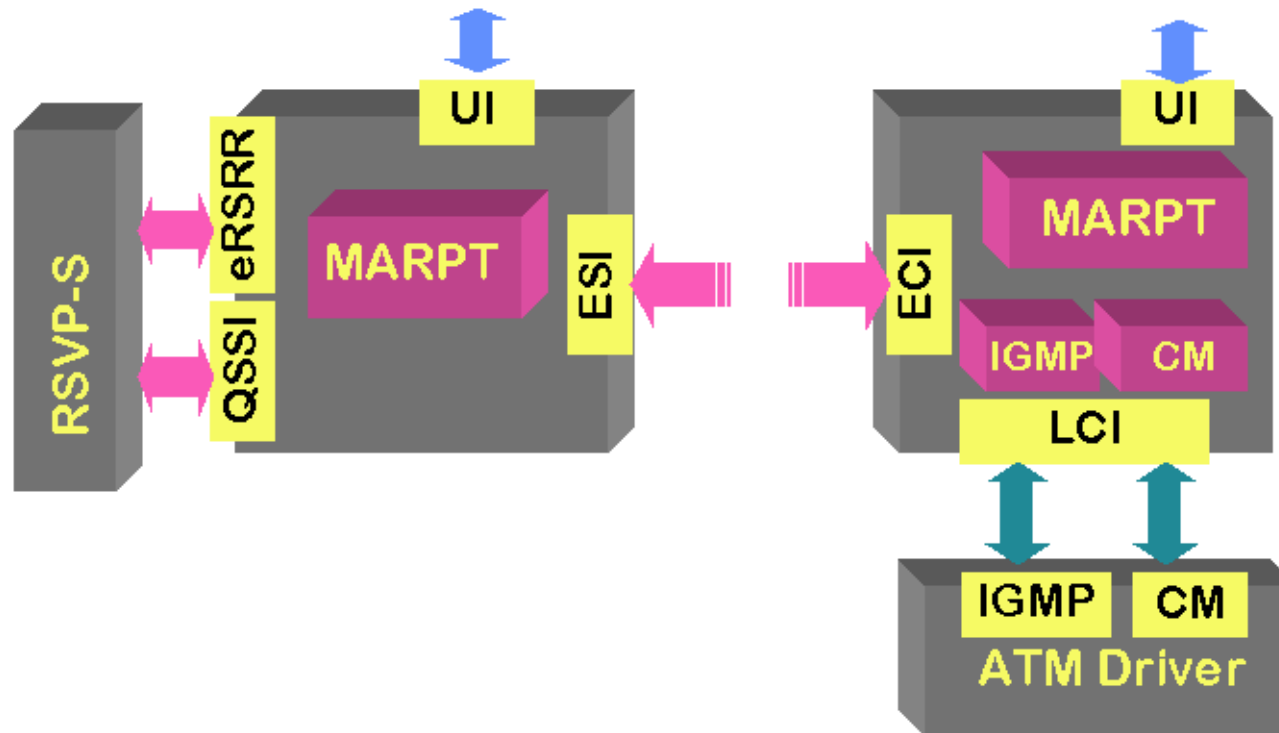 UI
eRSRR
MARPT
ESI
QSSI
RSVP-S
UI
MARPT
ECI
IGMP
CM
LCI
IGMP
CM
ATM Driver